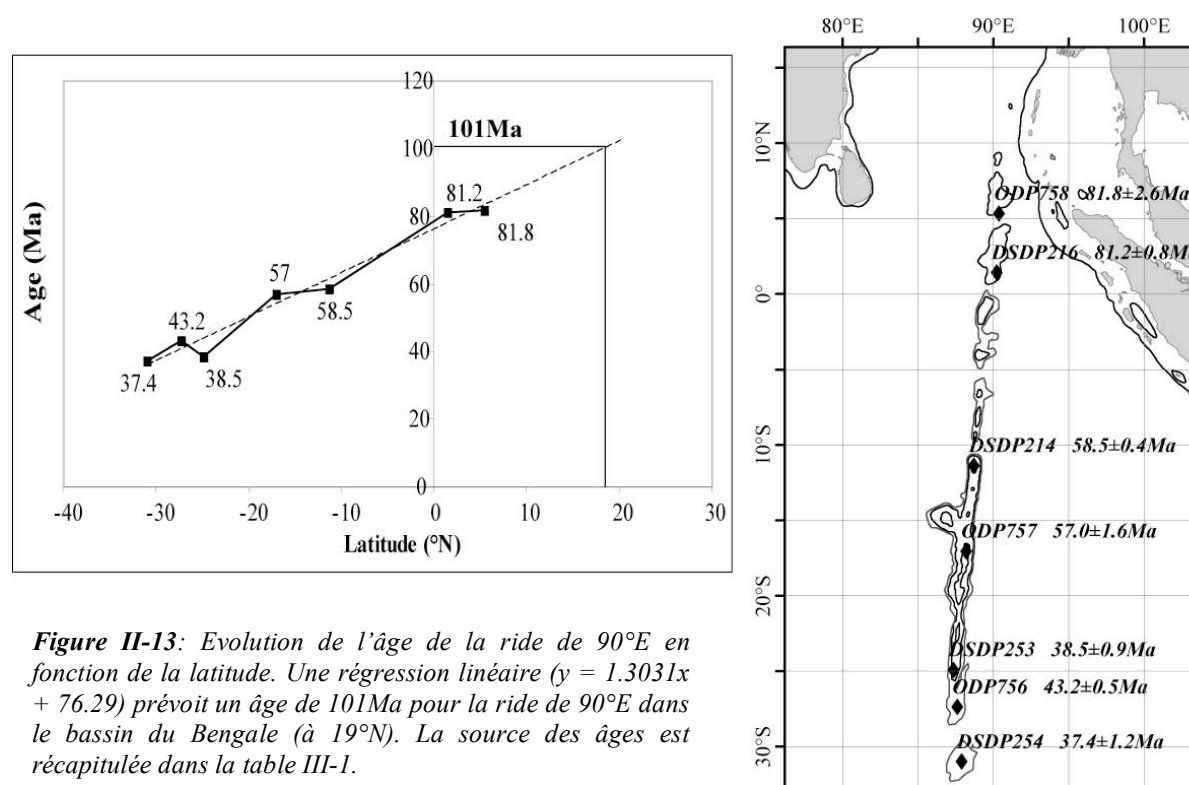 120
100
80
60
40
20
0
101Ma
81.2
81.8
57
58.5
43.2
38.5
37.4
Age (Ma)
-40 -30 -20 -10 0 10 20 30
Latitude (°N)
Figure II-13: Evolution de l’âge de la ride de 90°E en
fonction de la latitude. Une régression linéaire (y = 1.3031x
+ 76.29) prévoit un âge de 101Ma pour la ride de 90°E dans
le bassin du Bengale (à 19°N). La source des âges est
récapitulée dans la table III-1.
80°E 90°E 100°E
10°N
0°
10°S
20°S
30°S
ODP758 81.8±2.6Ma
DSDP216 81.2±0.8M
DSDP214 58.5±0.4Ma
ODP757 57.0±1.6Ma
DSDP253 38.5±0.9Ma
ODP756 43.2±0.5Ma
DSDP254 37.4±1.2Ma